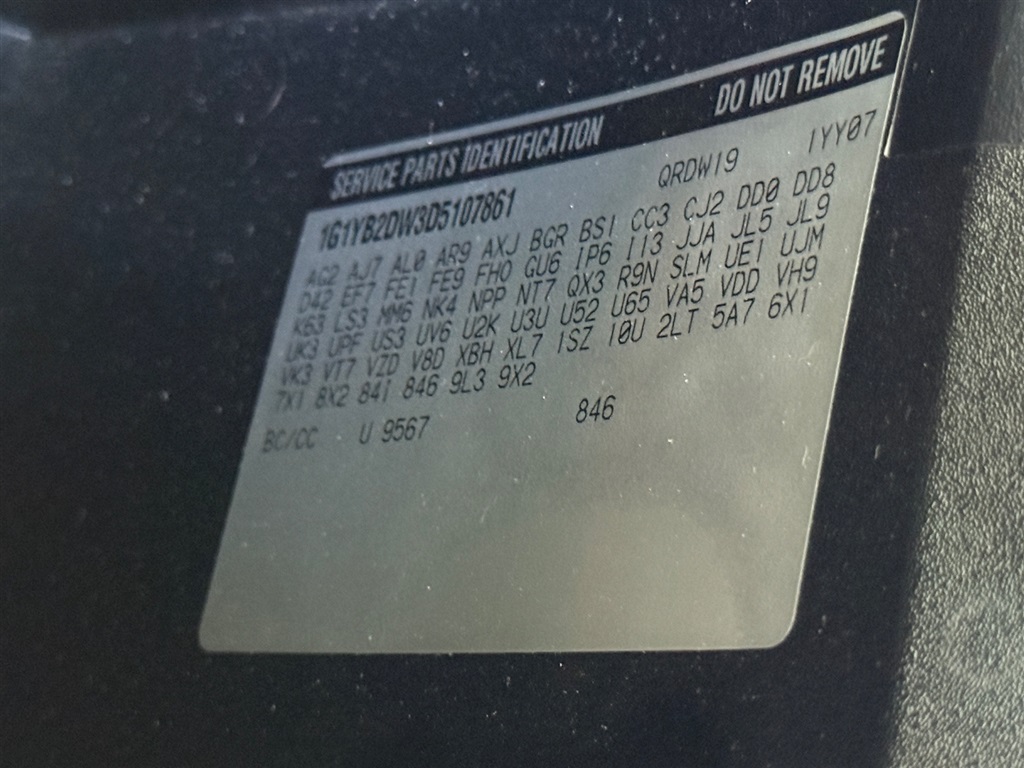 SERVICE PARTS IDENTIFICATION DO NOT REMOVE
1G1YB2DW3D5107861 QRDW19 1YY07
AG2 AJ7 AL0 AR9 AXJ BGR BS1 CC3 CJ2 DD0 DD8
D42 EF7 FE1 FE9 FHO GU6 IP6 I13 JJA JL5 JL9
K63 LS3 MM6 NK4 NPP NT7 QX3 R9N SLM UE1 UJM
UK3 UPF US3 UV6 U2K U3U U52 U65 VA5 VDD VH9
VK3 VT7 VZD V8D XBH XL7 1SZ 10U 2LT 5A7 6X1
7X1 8X2 84I 846 9L3 9X2
BC/CC U 9567 846